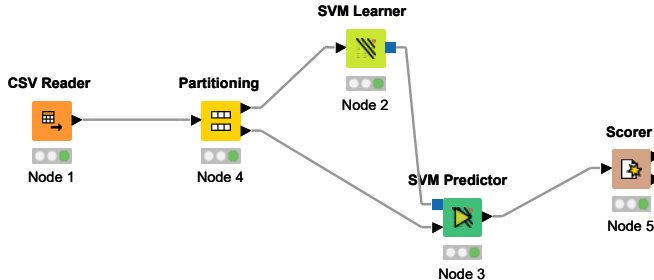 SVM Learner
CSV Reader
Partitioning
Node 2
Scorer
Node 1
Node 4
SVM Predictor
Node 5
Node 3